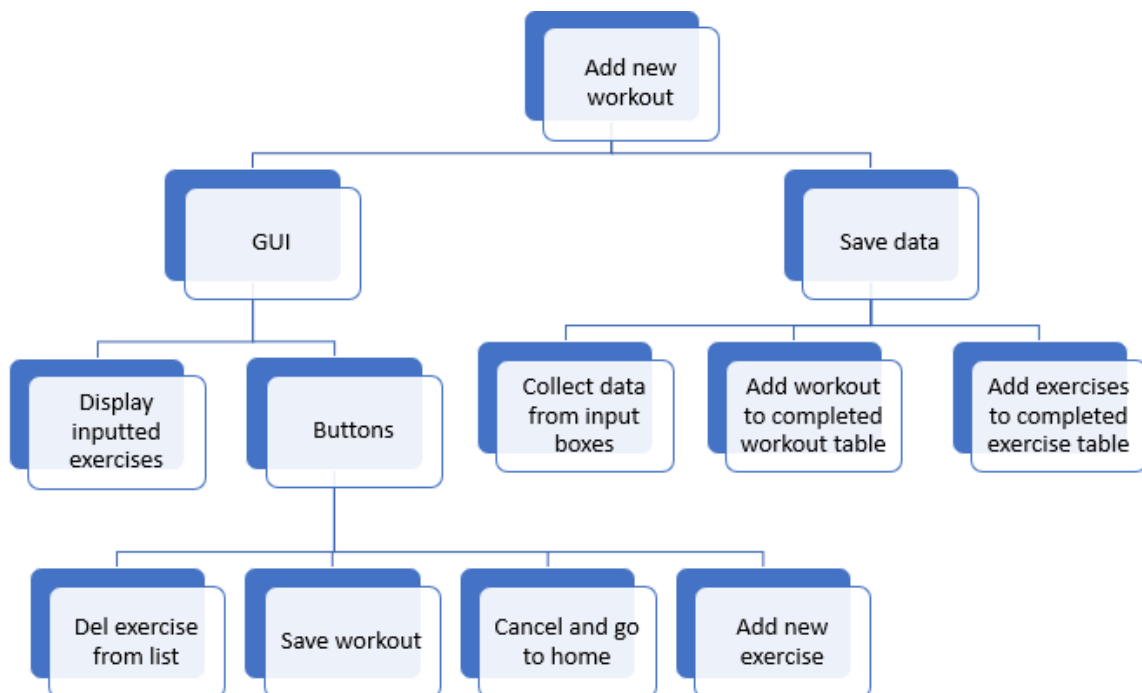 Add new
workout
GUI
Save data
Display
inputted
exercises
Buttons
Collect data
from input
boxes
Add workout
to completed
workout table
Add exercises
to completed
exercise table
Del exercise
from list
Save workout
Cancel and go
to home
Add new
exercise